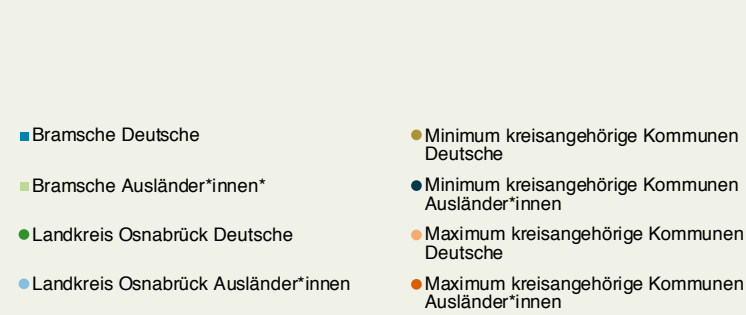 Bramsche Deutsche
Bramsche Ausländer*innen*
Landkreis Osnabrück Deutsche
Landkreis Osnabrück Ausländer*innen
Minimum kreisangehörige Kommunen
Deutsche
Minimum kreisangehörige Kommunen
Ausländer*innen
Maximum kreisangehörige Kommunen
Deutsche
Maximum kreisangehörige Kommunen
Ausländer*innen